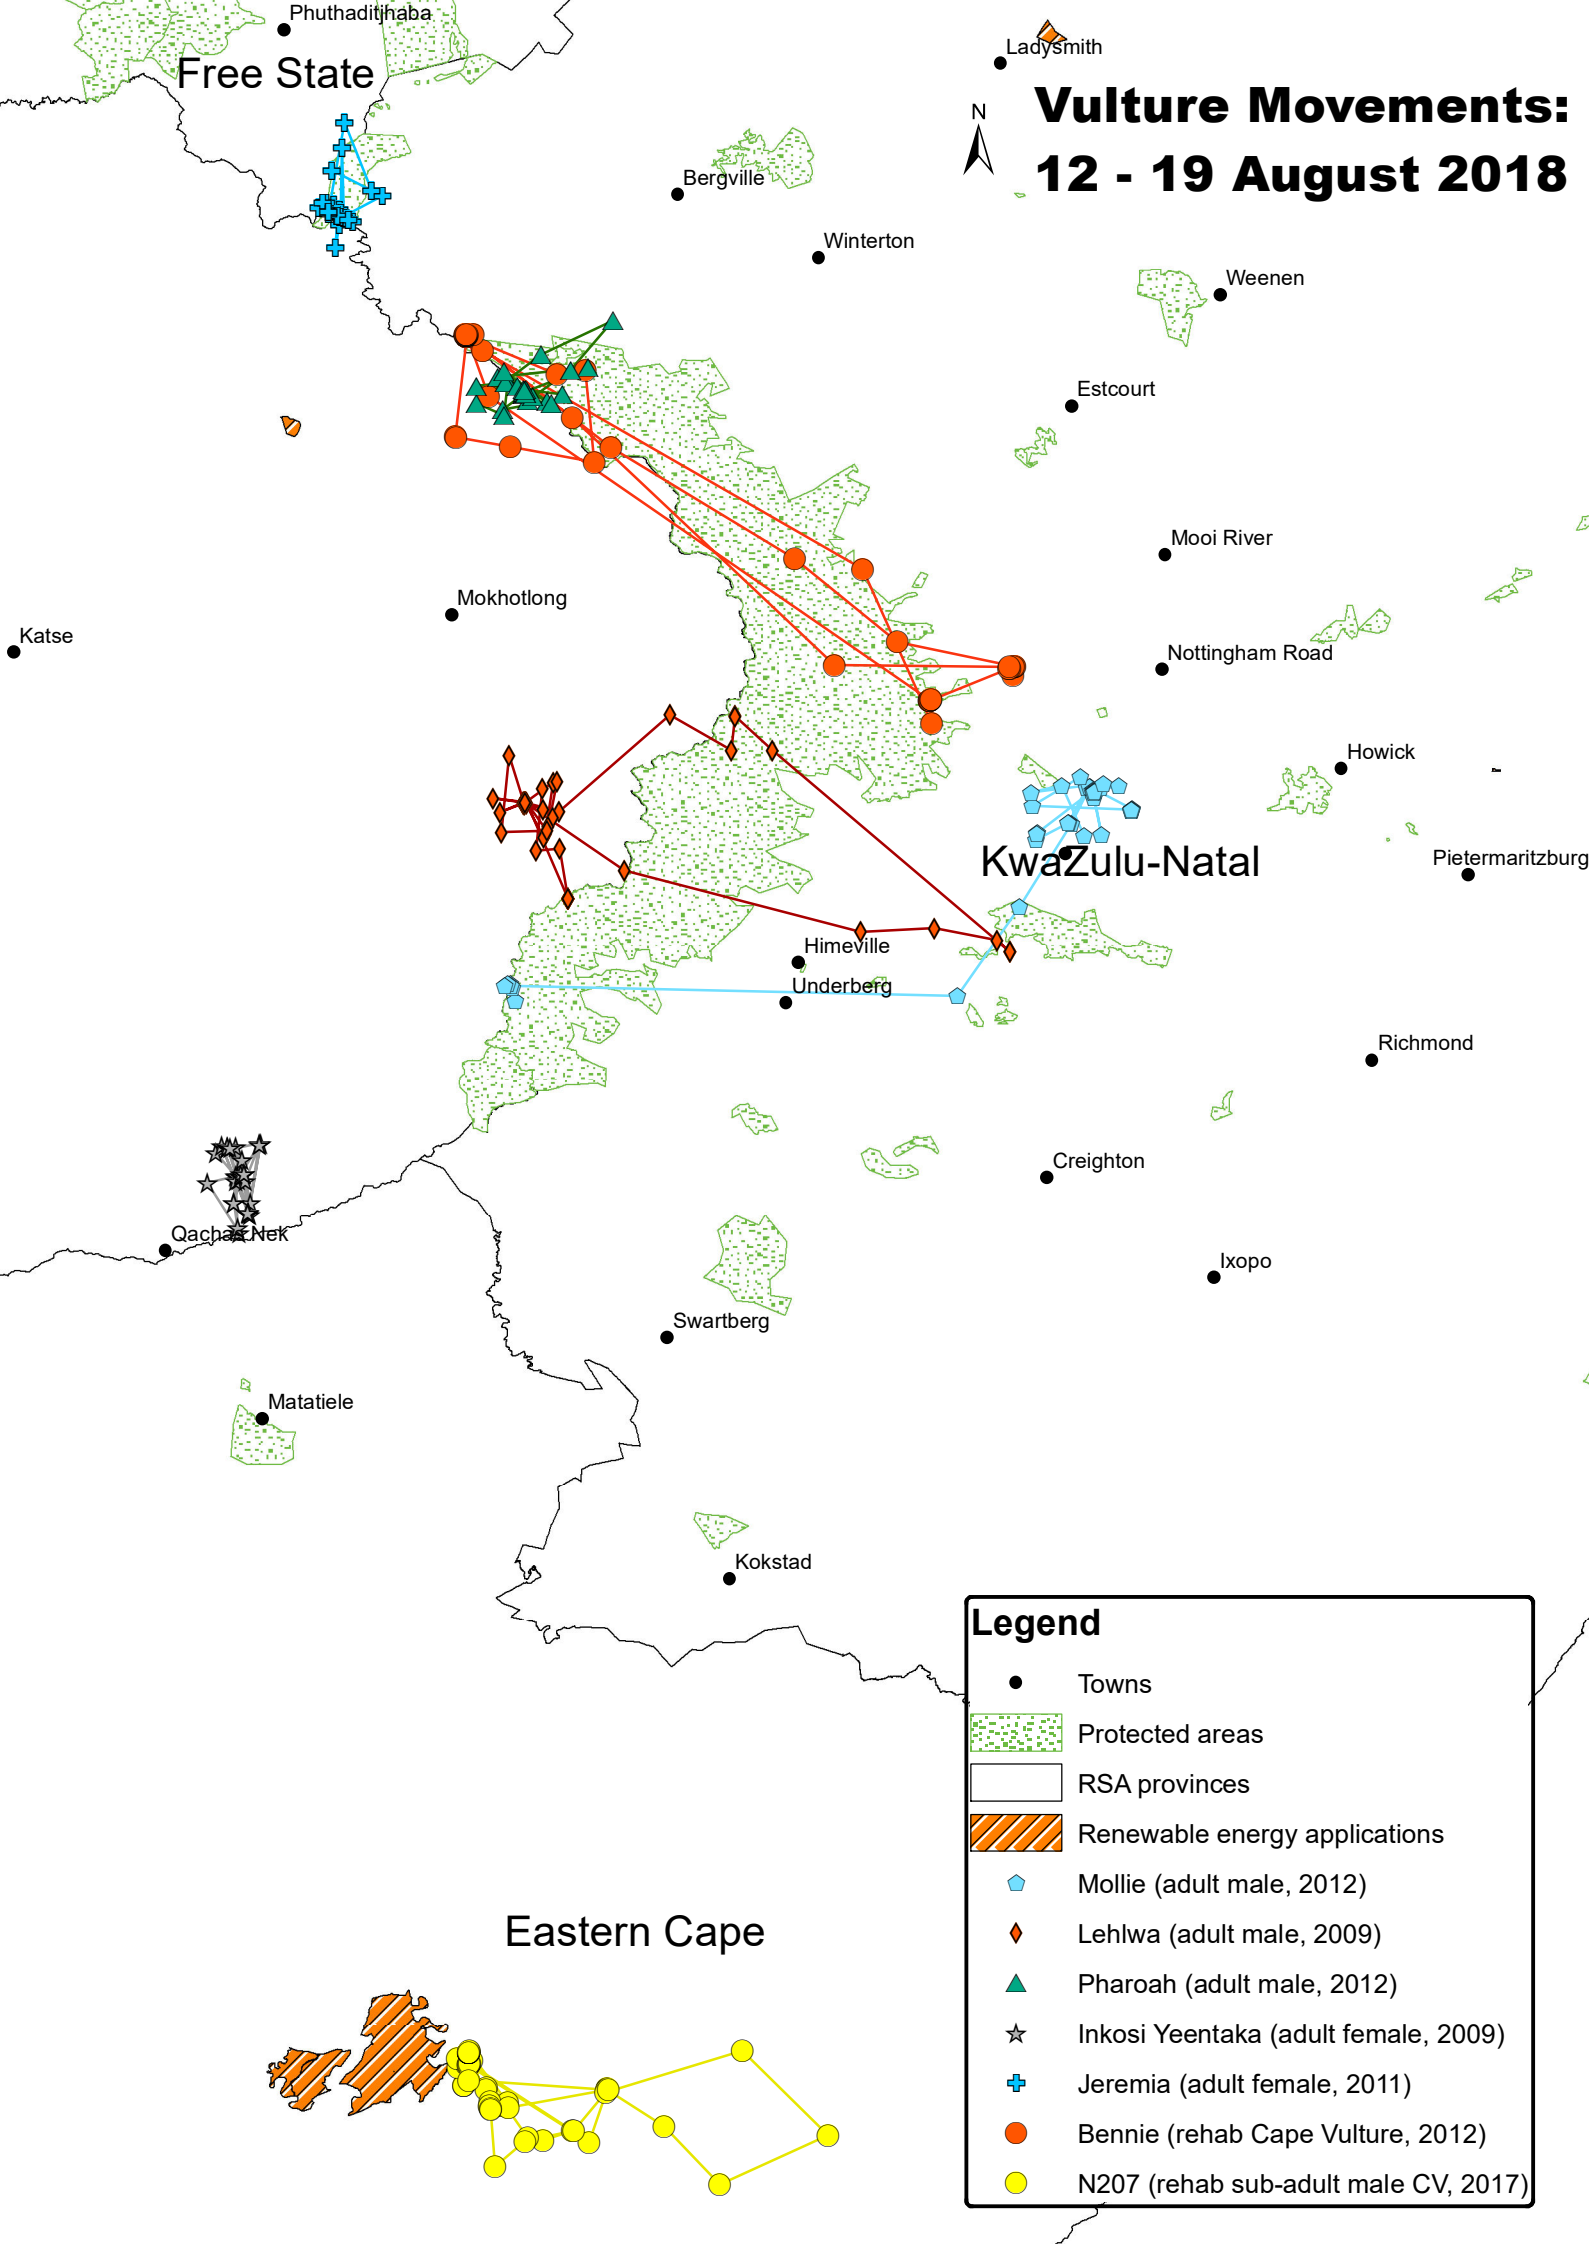 Phuthaditjhaba
Free State
Ladysmith
N
Vulture Movements:
12 - 19 August 2018
Bergville
Winterton
Weenen
Estcourt
Mooi River
Mokhotlong
Katse
Nottingham Road
Howick
KwaZulu-Natal
Pietermaritzburg
Himeville
Underberg
Richmond
Creighton
Qachas Nek
Ixopo
Swartberg
Matatiele
Kokstad
Legend
Towns
Protected areas
RSA provinces
Renewable energy applications
Mollie (adult male, 2012)
Lehlwa (adult male, 2009)
Pharoah (adult male, 2012)
Inkosi Yeentaka (adult female, 2009)
Jeremia (adult female, 2011)
Bennie (rehab Cape Vulture, 2012)
N207 (rehab sub-adult male CV, 2017)
Eastern Cape